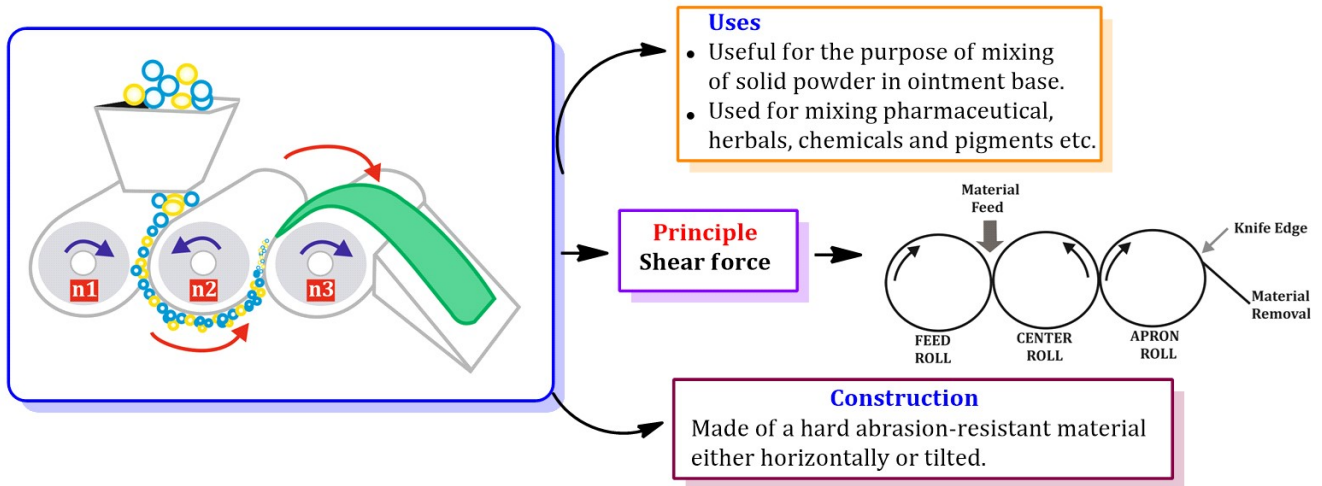 n1
n2
n3
Uses
• Useful for the purpose of mixing
of solid powder in ointment base.
• Used for mixing pharmaceutical,
herbals, chemicals and pigments etc.
Principle
Shear force
Material
Feed
Knife Edge
Material
Removal
FEED
ROLL
CENTER
ROLL
APRON
ROLL
Construction
Made of a hard abrasion-resistant material
either horizontally or tilted.